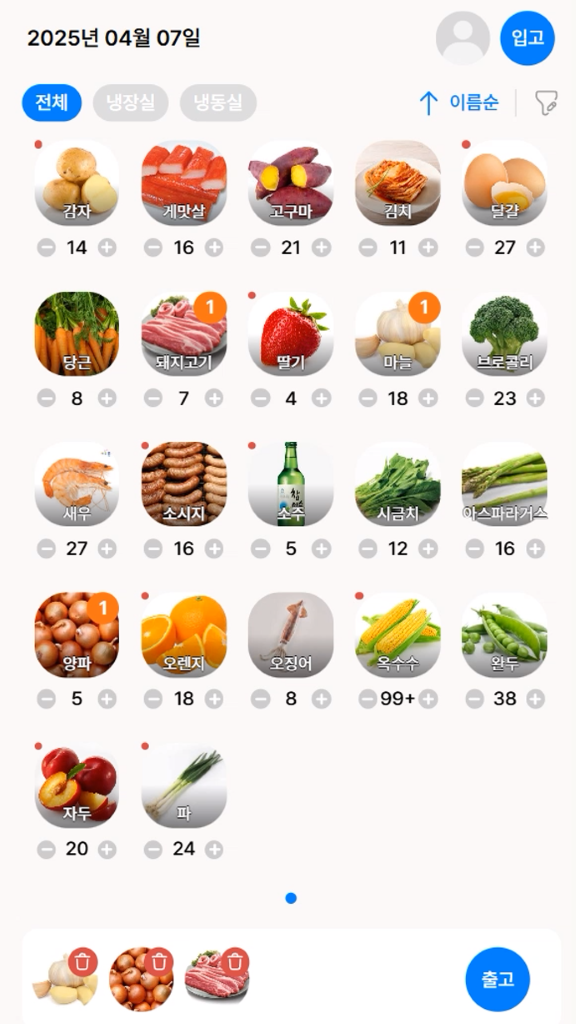 2025년 04월 07일
입고
전체 냉장실 냉동실 이름순
감자 게맛살 고구마 김치 달걀
14 16 21 11 27
1 1
당근 돼지고기 딸기 마늘 브로콜리
8 7 4 18 23
새우 소시지 소주 시금치 아스파라거스
27 16 5 12 16
1
양파 오렌지 오징어 옥수수 완두
5 18 8 99+ 38
자두 파
20 24
출고